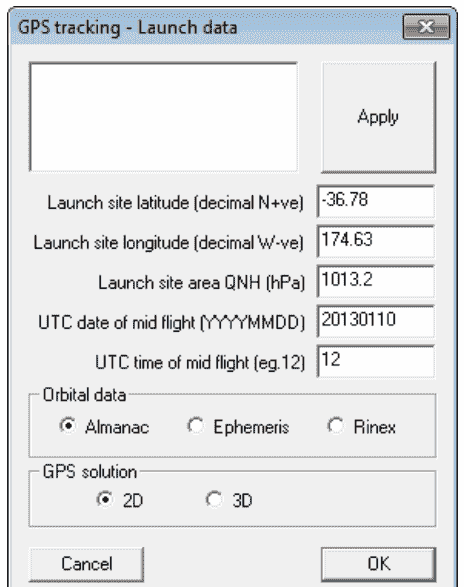 GPS tracking - Launch data
Apply
Launch site latitude (decimal N+ve) -36.78
Launch site longitude (decimal W-ve) 174.63
Launch site area QNH (hPa) 1013.2
UTC date of mid flight (YYYYMMDD) 20130110
UTC time of mid flight (eg.12) 12
Orbital data
Almanac Ephemeris Rinex
GPS solution
2D 3D
Cancel OK